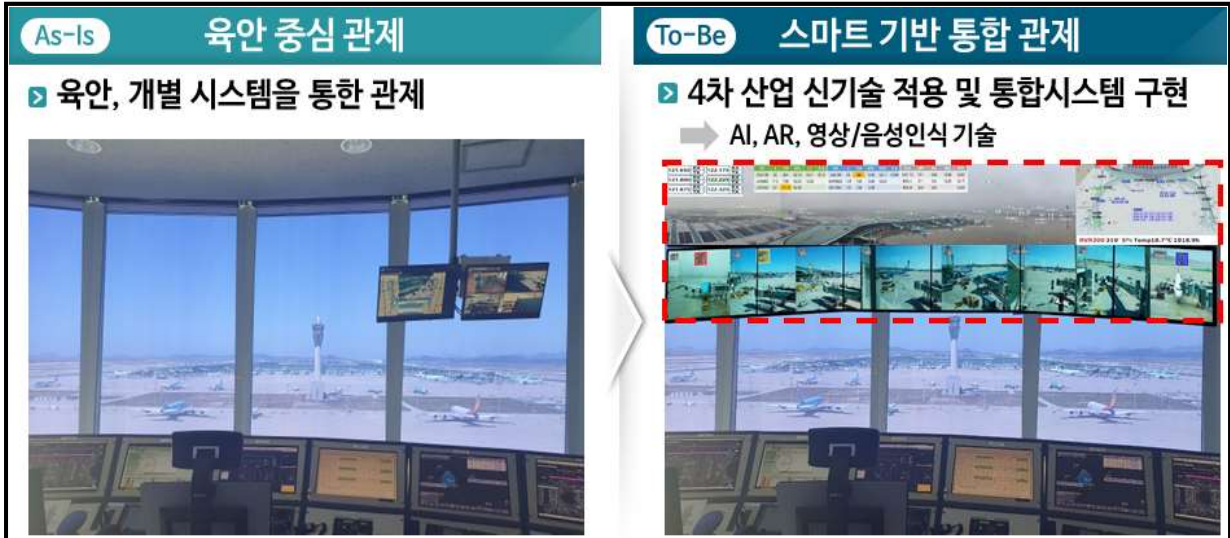 As-Is 육안 중심 관제
육안, 개별 시스템을 통한 관제
To-Be 스마트 기반 통합 관제
4차 산업 신기술 적용 및 통합시스템 구현
AI, AR, 영상/음성인식 기술